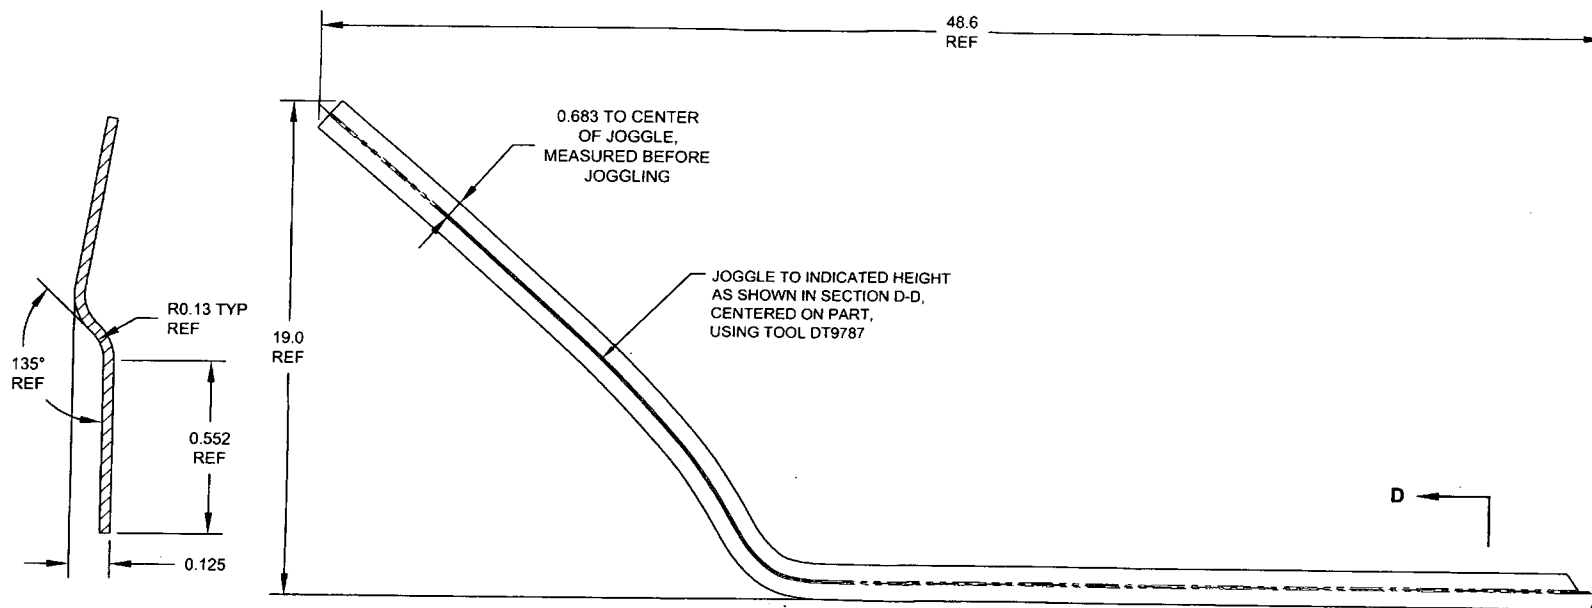 48.6
REF
0.683 TO CENTER
OF JOGGLE,
MEASURED BEFORE
JOGGLING
R0.13 TYP
REF
JOGGLE TO INDICATED HEIGHT
AS SHOWN IN SECTION D-D,
CENTERED ON PART,
USING TOOL DT9787
19.0
REF
135°
REF
0.552
REF
D
0.125